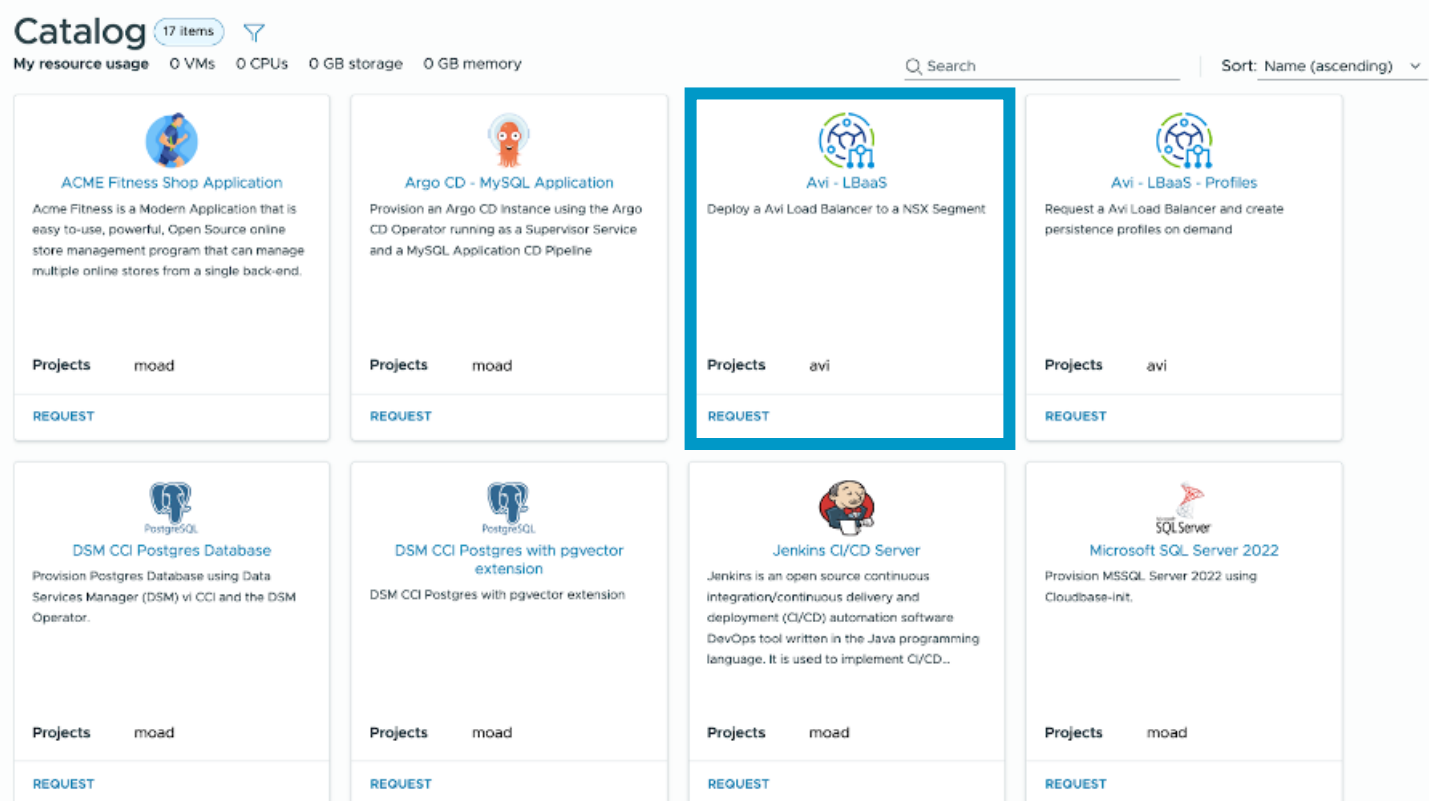 Catalog 17 items
My resource usage 0 VMs 0 CPUs 0 GB storage 0 GB memory
Search
Sort: Name (ascending)
ACME Fitness Shop Application
Acme Fitness is a Modern Application that is
easy to-use, powerful, Open Source online
store management program that can manage
multiple online stores from a single back-end.
Projects moad
REQUEST
Argo CD - MySQL Application
Provision an Argo CD Instance using the Argo
CD Operator running as a Supervisor Service
and a MySQL Application CD Pipeline
Projects moad
REQUEST
Avi - LBaaS
Deploy a Avi Load Balancer to a NSX Segment
Projects avi
REQUEST
Avi - LBaaS - Profiles
Request a Avi Load Balancer and create
persistence profiles on demand
Projects avi
REQUEST
PostgreSQL
DSM CCI Postgres Database
Provision Postgres Database using Data
Services Manager (DSM) vi CCI and the DSM
Operator.
Projects moad
REQUEST
PostgreSQL
DSM CCI Postgres with pgvector
extension
DSM CCI Postgres with pgvector extension
Projects moad
REQUEST
Jenkins CI/CD Server
Jenkins is an open source continuous
integration/continuous delivery and
deployment (CI/CD) automation software
DevOps tool written in the Java programming
language. It is used to implement CI/CD...
Projects moad
REQUEST
SQL Server
Microsoft SQL Server 2022
Provision MSSQL Server 2022 using
Cloudbase-init.
Projects moad
REQUEST